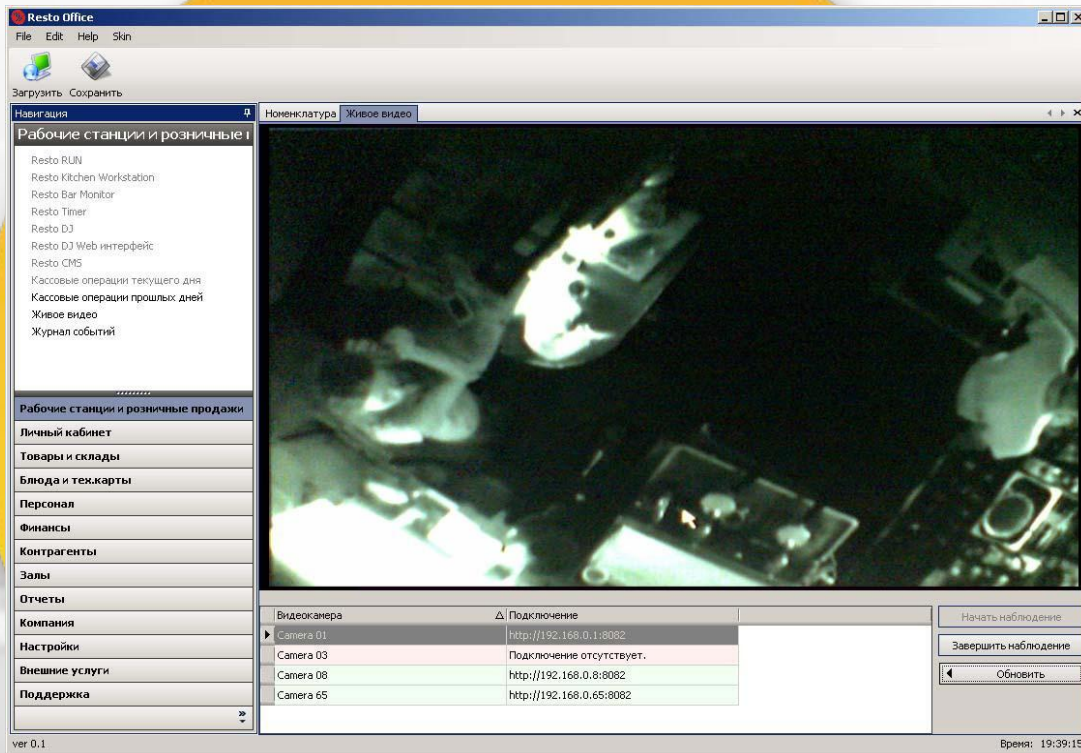 Resto Office
File Edit Help Skin
Загрузить Сохранить
Навигация
Рабочие станции и розничные
Resto RUN
Resto Kitchen Workstation
Resto Bar Monitor
Resto Timer
Resto DJ
Resto DJ Web интерфейс
Resto CMS
Кассовые операции текущего дня
Кассовые операции прошлых дней
Живое видео
Журнал событий
Рабочие станции и розничные продажи
Личный кабинет
Товары и склады
Блюда и тех.карты
Персонал
Финансы
Контрагенты
Залы
Отчеты
Компания
Настройки
Внешние услуги
Поддержка
Номенклатура Живое видео
Видеокамера Подключение
Camera 01 http://192.168.0.1:8082
Camera 03 Подключение отсутствует.
Camera 08 http://192.168.0.8:8082
Camera 65 http://192.168.0.65:8082
Начать наблюдение
Завершить наблюдение
Обновить
ver 0.1
Время: 19:39:15